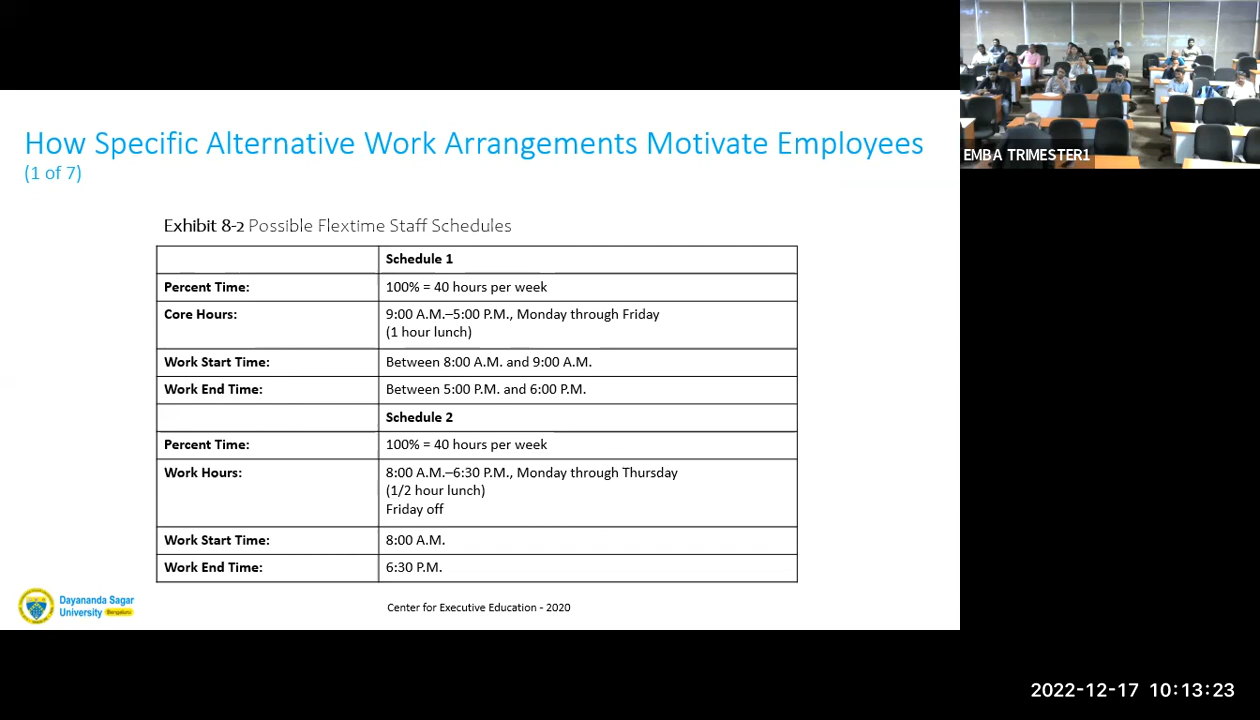 How Specific Alternative Work Arrangements Motivate Employees
(1 of 7)
Exhibit 8-2 Possible Flextime Staff Schedules
Schedule 1
Percent Time: 100% = 40 hours per week
Core Hours: 9:00 A.M.–5:00 P.M., Monday through Friday
(1 hour lunch)
Work Start Time: Between 8:00 A.M. and 9:00 A.M.
Work End Time: Between 5:00 P.M. and 6:00 P.M.
Schedule 2
Percent Time: 100% = 40 hours per week
Work Hours: 8:00 A.M.–6:30 P.M., Monday through Thursday
(1/2 hour lunch)
Friday off
Work Start Time: 8:00 A.M.
Work End Time: 6:30 P.M.
Dayananda Sagar
University Bengaluru
Center for Executive Education - 2020
EMBA TRIMESTER1
2022-12-17 10:13:23